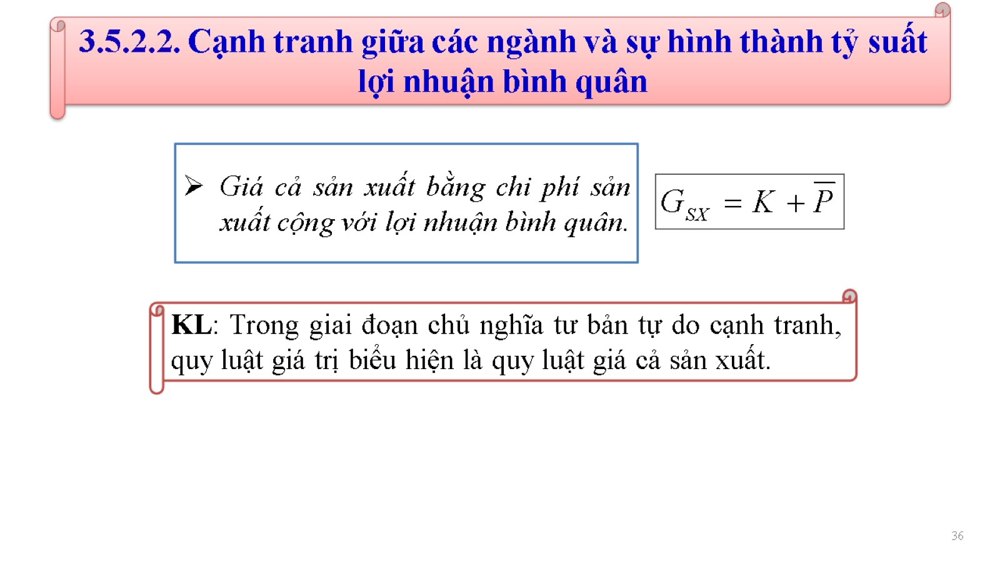 3.5.2.2. Cạnh tranh giữa các ngành và sự hình thành tỷ suất
lợi nhuận bình quân
➢ Giá cả sản xuất bằng chi phí sản
xuất cộng với lợi nhuận bình quân.
G_SX = K + P̅
KL: Trong giai đoạn chủ nghĩa tư bản tự do cạnh tranh,
quy luật giá trị biểu hiện là quy luật giá cả sản xuất.
36